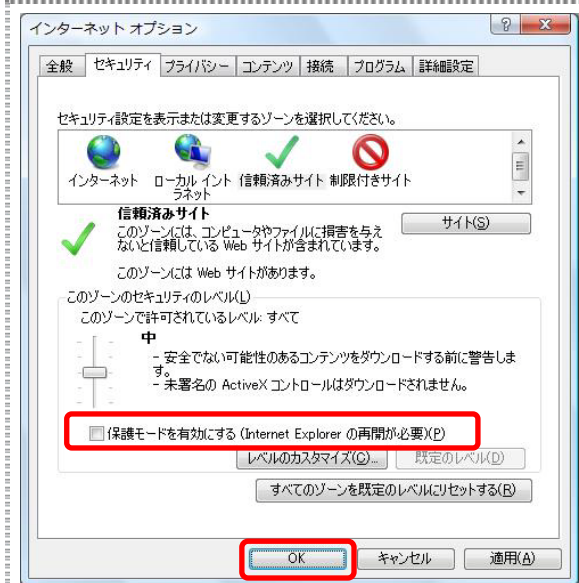 インターネット オプション
全般 セキュリティ プライバシー コンテンツ 接続 プログラム 詳細設定
セキュリティ設定を表示または変更するゾーンを選択してください。
インターネット ローカル イントラネット 信頼済みサイト 制限付きサイト
信頼済みサイト
サイト(S)
このゾーンには、コンピュータやファイルに損害を与え
ないと信頼している Web サイトが含まれています。
このゾーンには Web サイトがあります。
このゾーンのセキュリティのレベル(L)
このゾーンで許可されているレベル: すべて
中
- 安全でない可能性のあるコンテンツをダウンロードする前に警告しま
す。
- 未署名の ActiveX コントロールはダウンロードされません。
保護モードを有効にする (Internet Explorer の再開が必要)(P)
レベルのカスタマイズ(C)... 既定のレベル(D)
すべてのゾーンを既定のレベルにリセットする(R)
OK キャンセル 適用(A)